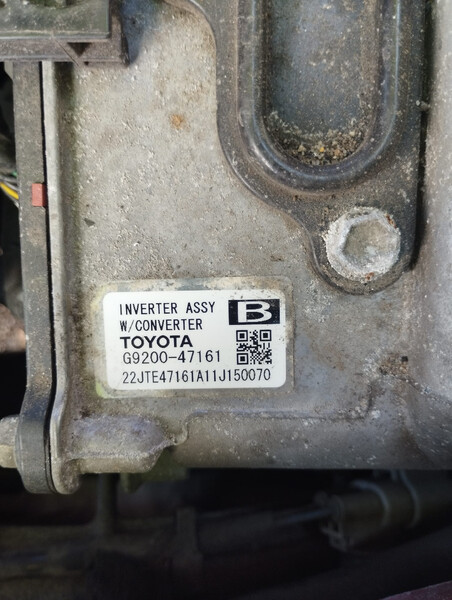 INVERTER ASSY B
W/CONVERTER
TOYOTA
G9200-47161
22JTE47161A11J150070